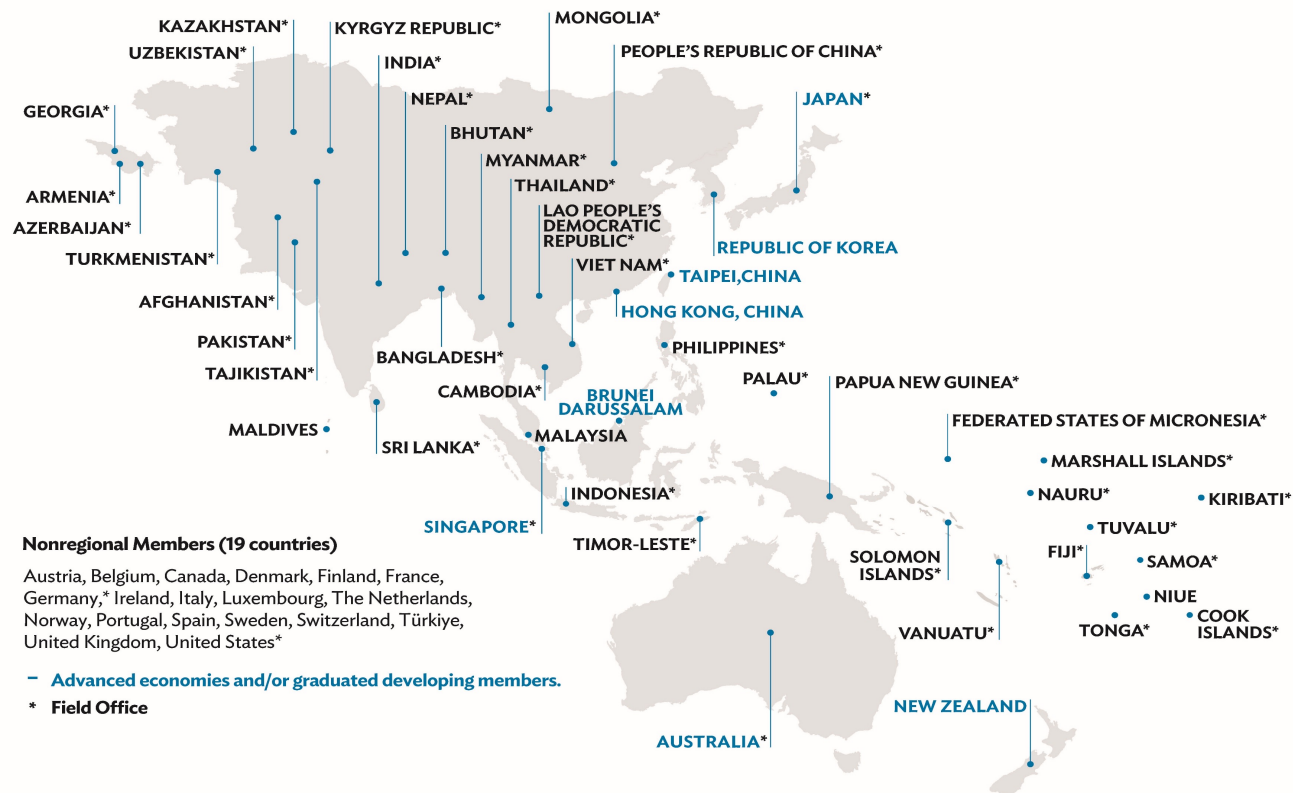 MONGOLIA*
KAZAKHSTAN*
KYRGYZ REPUBLIC*
UZBEKISTAN*
PEOPLE'S REPUBLIC OF CHINA*
INDIA*
NEPAL*
JAPAN*
GEORGIA*
BHUTAN*
MYANMAR*
THAILAND*
ARMENIA*
LAO PEOPLE'S
DEMOCRATIC
REPUBLIC*
AZERBAIJAN*
REPUBLIC OF KOREA
TURKMENISTAN*
VIET NAM*
TAIPEI,CHINA
AFGHANISTAN*
HONG KONG, CHINA
PAKISTAN*
PHILIPPINES*
BANGLADESH*
TAJIKISTAN*
PALAU*
PAPUA NEW GUINEA*
CAMBODIA*
BRUNEI
DARUSSALAM
FEDERATED STATES OF MICRONESIA*
MALDIVES
MALAYSIA
SRI LANKA*
MARSHALL ISLANDS*
INDONESIA*
NAURU*
KIRIBATI*
SINGAPORE*
TUVALU*
TIMOR-LESTE*
FIJI*
SOLOMON
ISLANDS*
SAMOA*
NIUE
VANUATU*
TONGA*
COOK
ISLANDS*
Nonregional Members (19 countries)
Austria, Belgium, Canada, Denmark, Finland, France,
Germany,* Ireland, Italy, Luxembourg, The Netherlands,
Norway, Portugal, Spain, Sweden, Switzerland, Türkiye,
United Kingdom, United States*
– Advanced economies and/or graduated developing members.
* Field Office
NEW ZEALAND
AUSTRALIA*